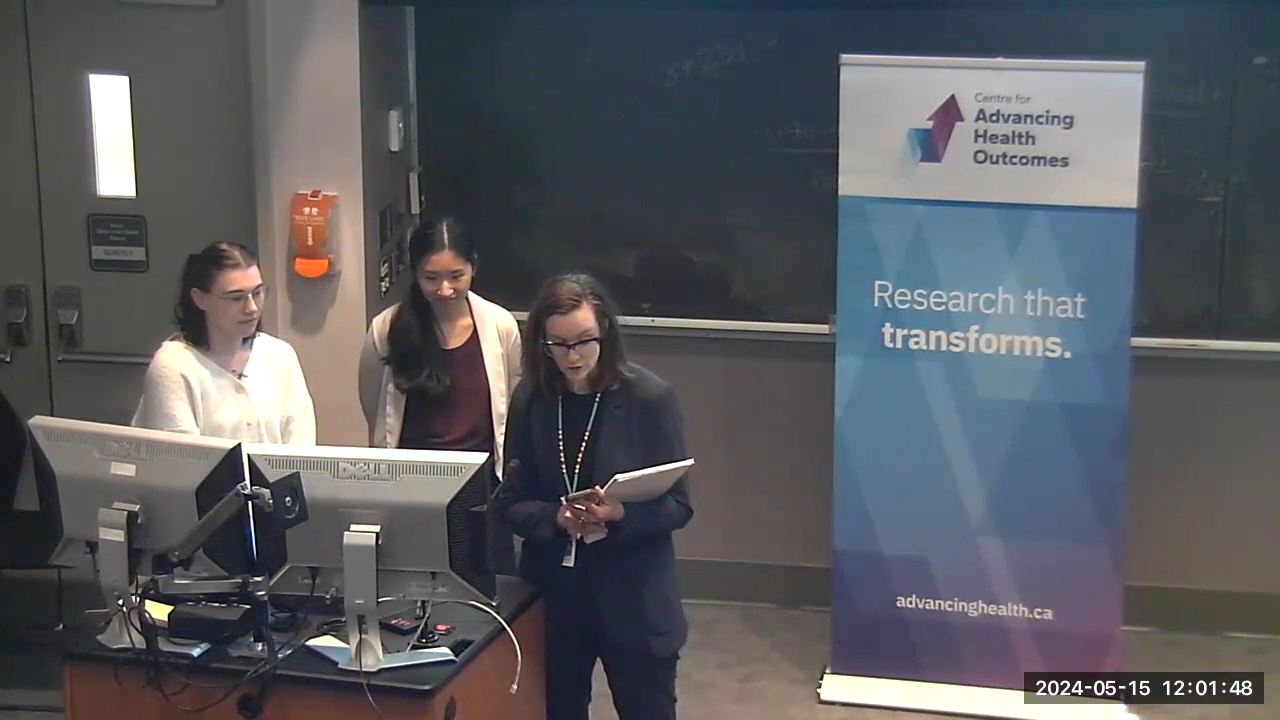 Centre for
Advancing
Health
Outcomes
Research that
transforms.
advancinghealth.ca
2024-05-15 12:01:48